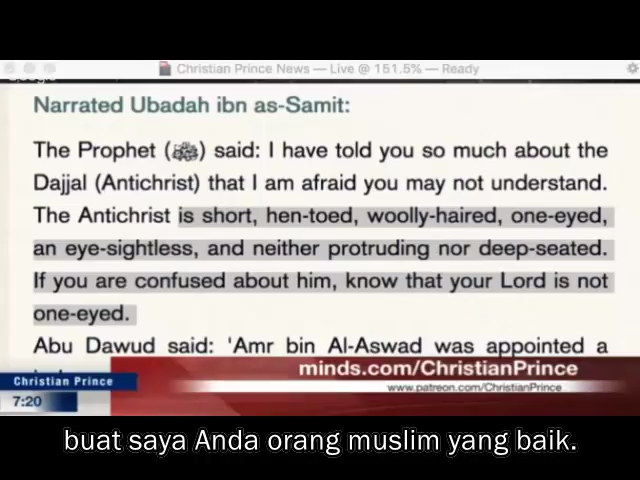 Christian Prince News — Live @ 151.5% — Ready
Narrated Ubadah ibn as-Samit:
The Prophet (ﷺ) said: I have told you so much about the
Dajjal (Antichrist) that I am afraid you may not understand.
The Antichrist is short, hen-toed, woolly-haired, one-eyed,
an eye-sightless, and neither protruding nor deep-seated.
If you are confused about him, know that your Lord is not
one-eyed.
Abu Dawud said: 'Amr bin Al-Aswad was appointed a
minds.com/ChristianPrince
www.patreon.com/ChristianPrince
Christian Prince
7:20
buat saya Anda orang muslim yang baik.